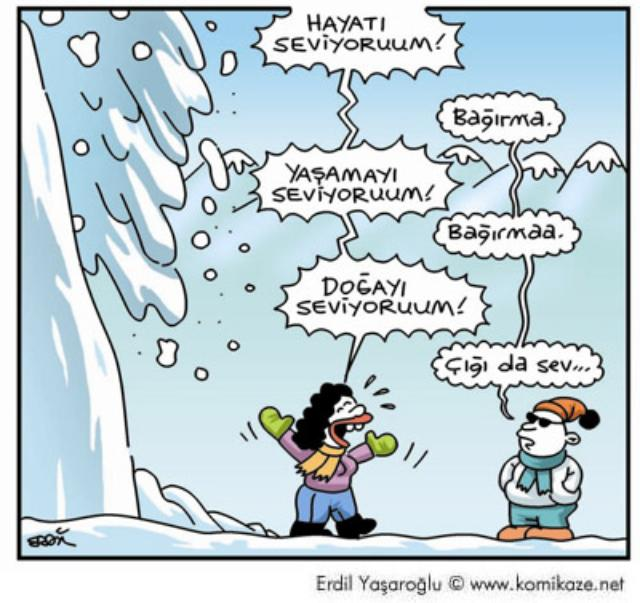 HAYATI
SEVİYORUUM!
Bağırma.
YAŞAMAYI
SEVİYORUUM!
Bağırmaa.
DOĞAYI
SEVİYORUUM!
Çığı da sev...
ERDİL
Erdil Yaşaroğlu © www.komikaze.net